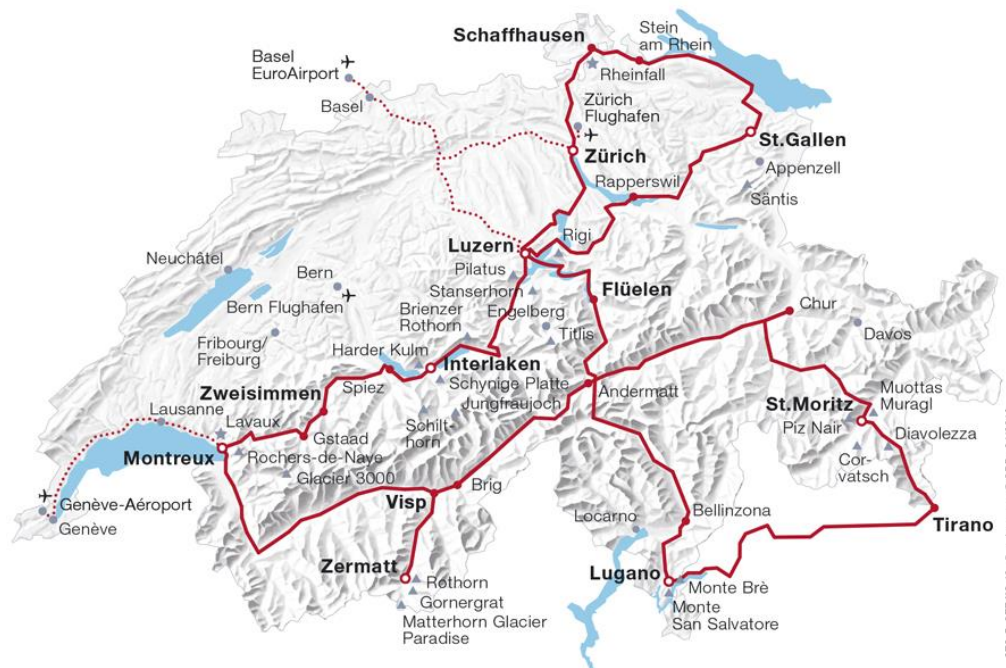 Schaffhausen
Stein
am Rhein
Basel
EuroAirport
Rheinfall
Basel
Zürich
Flughafen
St.Gallen
Zürich
Appenzell
Rapperswil
Säntis
Rigi
Luzern
Neuchâtel
Pilatus
Bern
Stanserhorn
Flüelen
Bern Flughafen
Brienzer
Rothorn
Engelberg
Chur
Fribourg/
Freiburg
Titlis
Davos
Harder Kulm
Interlaken
Spiez
Schynige Platte
Jungfraujoch
Andermatt
Muottas
Muragl
Zweisimmen
St.Moritz
Piz Nair
Lausanne
Lavaux
Schilt-
horn
Diavolezza
Gstaad
Montreux
Rochers-de-Naye
Cor-
vatsch
Glacier 3000
Brig
Visp
Genève-Aéroport
Genève
Locarno
Bellinzona
Tirano
Zermatt
Rothorn
Lugano
Monte Brè
Gornergrat
Monte
San Salvatore
Matterhorn Glacier
Paradise